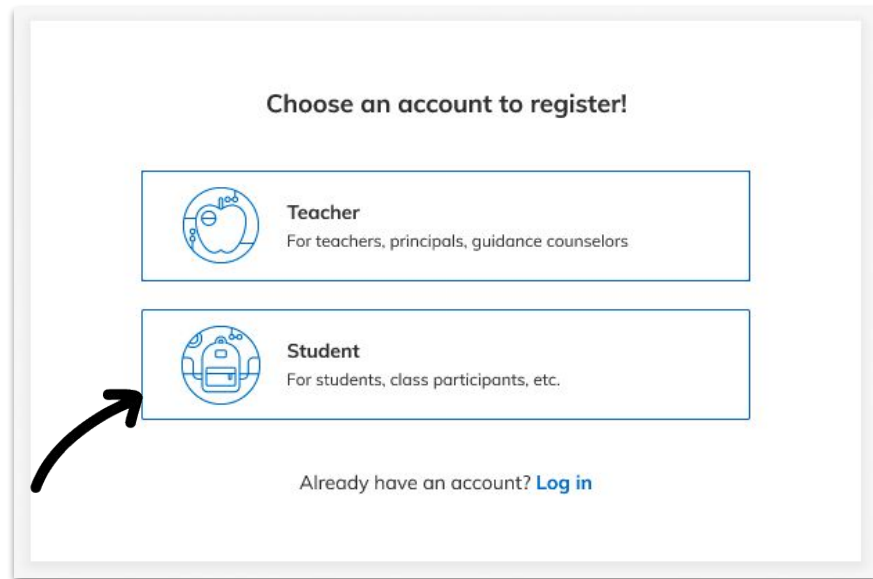 Choose an account to register!
Teacher
For teachers, principals, guidance counselors
Student
For students, class participants, etc.
Already have an account? Log in